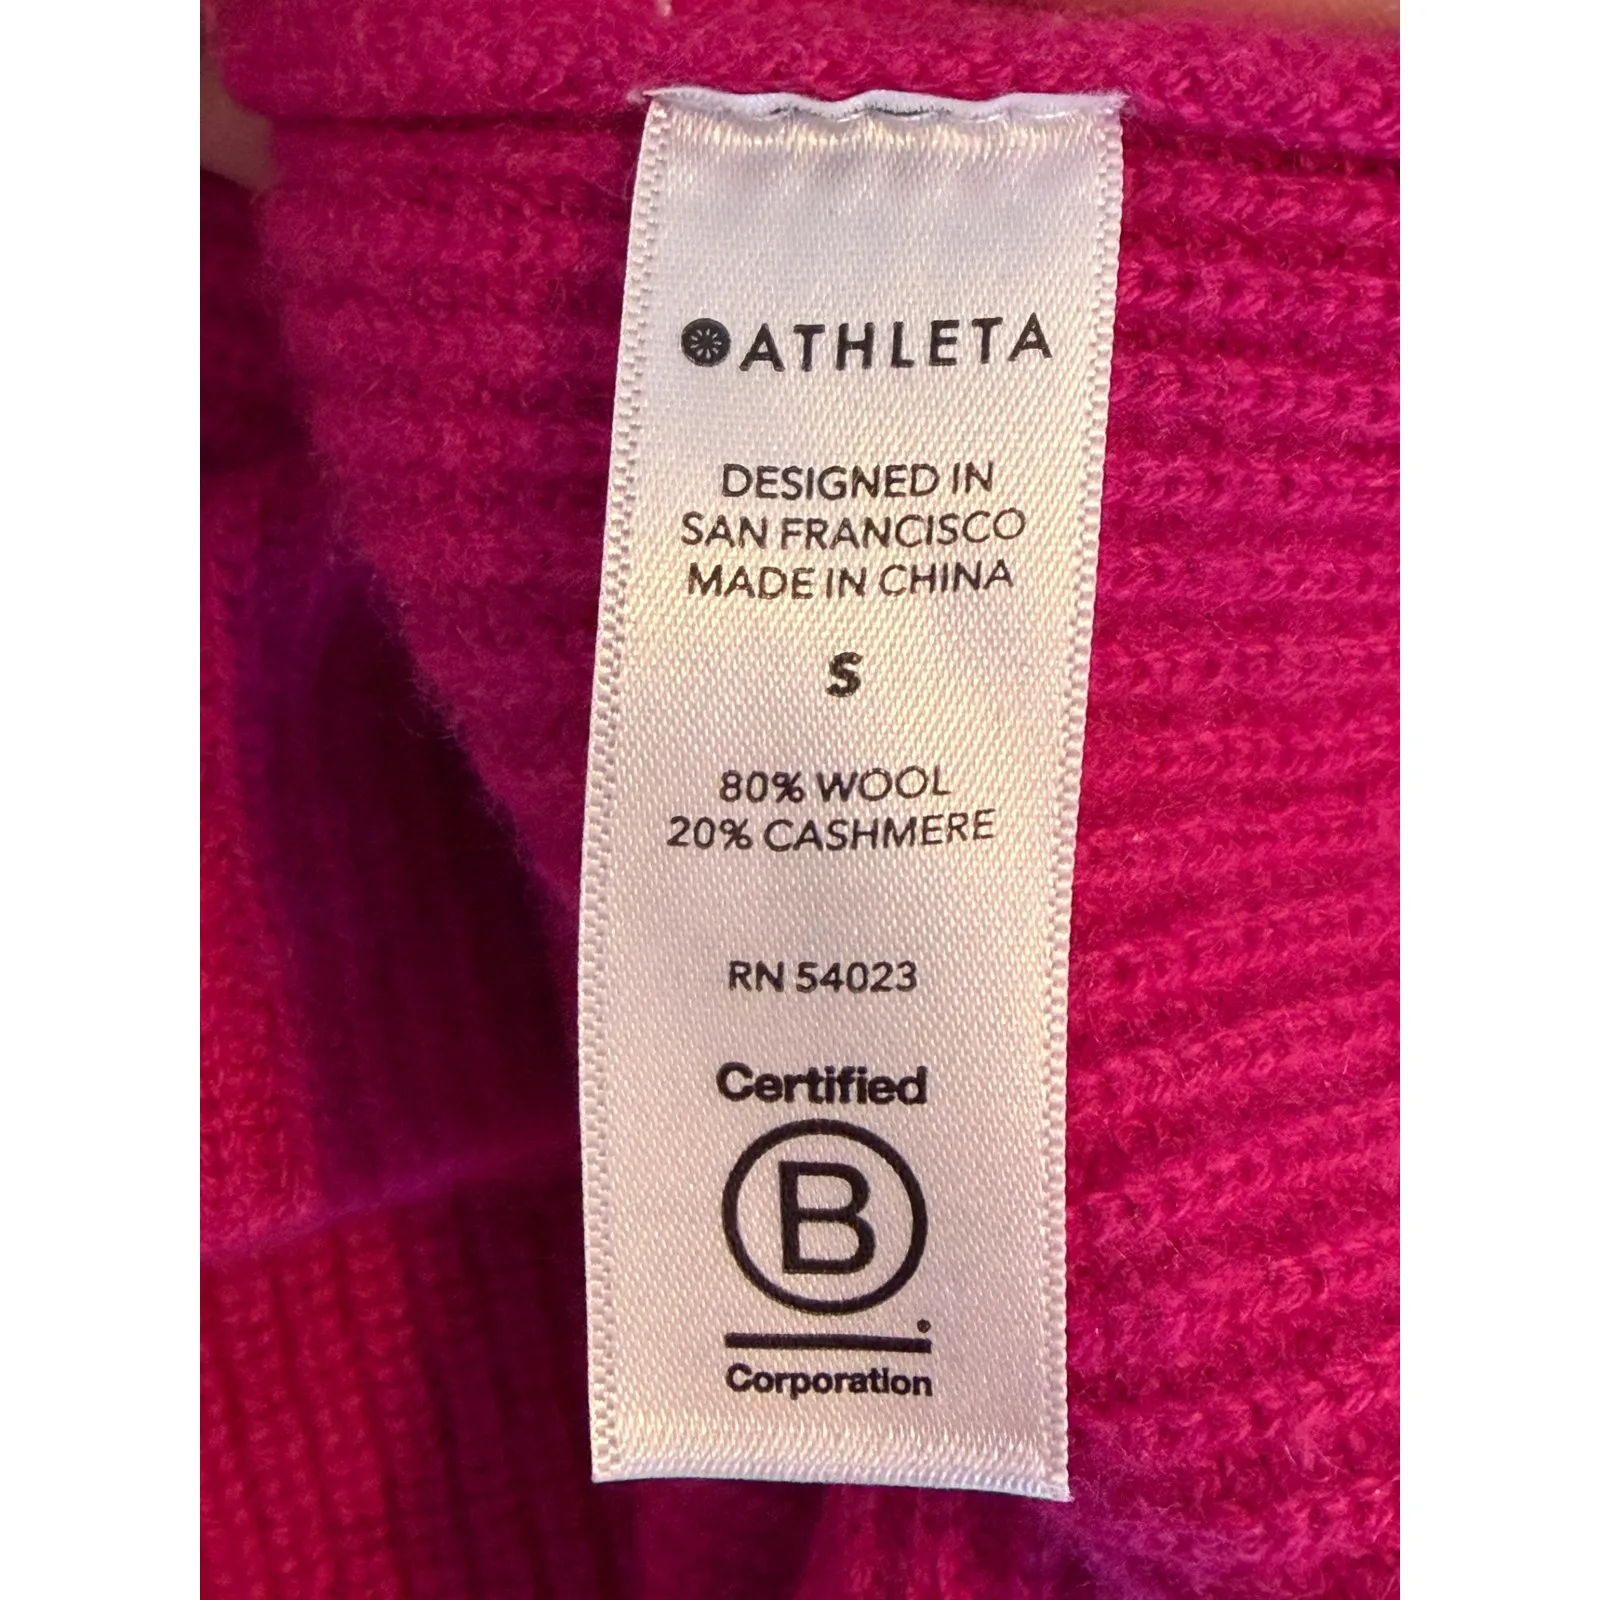 ATHLETA
DESIGNED IN
SAN FRANCISCO
MADE IN CHINA
S
80% WOOL
20% CASHMERE
RN 54023
Certified
B
Corporation